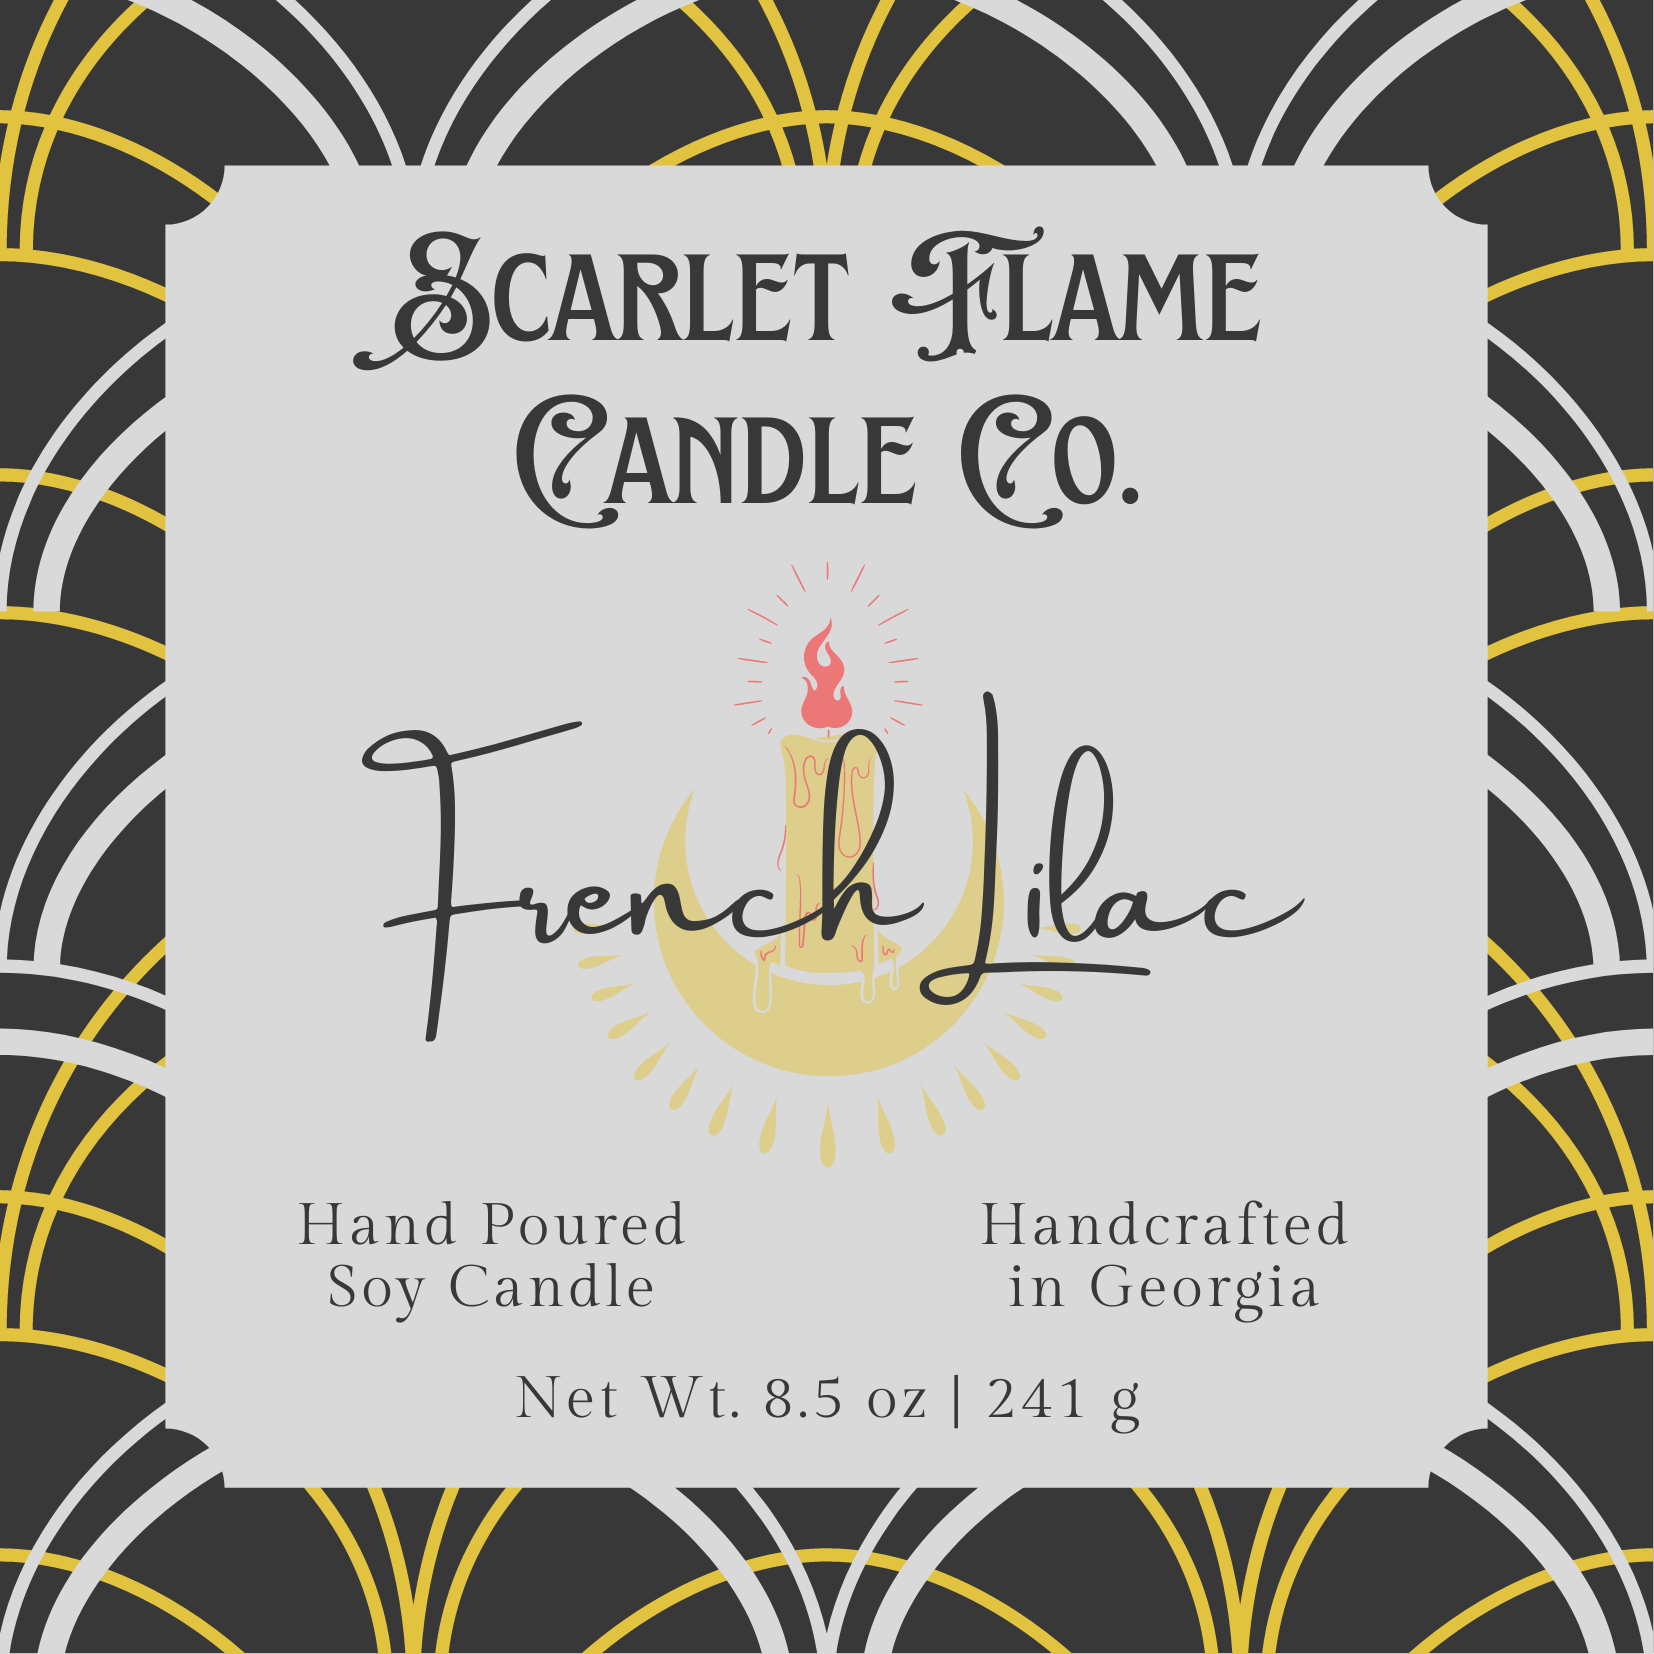 Scarlet Flame
Candle Co.
French Lilac
Hand Poured
Soy Candle
Handcrafted
in Georgia
Net Wt. 8.5 oz | 241 g